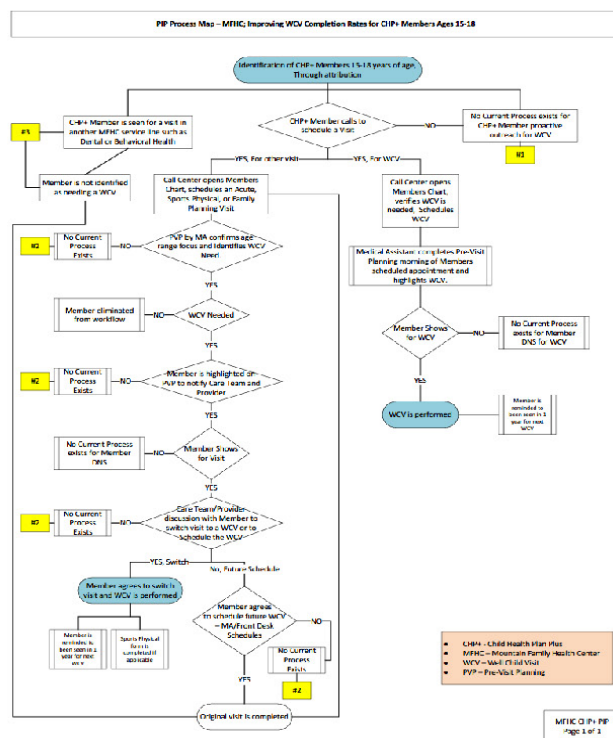 PIP Process Map – MFHC; Improving WCV Completion Rates for CHP+ Members Ages 15-18
Identification of CHP+ Members 15-18 years of age,
Through attribution
#3
CHP+ Member is seen for a visit in
another MFHC service line such as
Dental or Behavioral Health
CHP+ Member calls to
schedule a Visit
NO
No Current Process exists for
CHP+ Member proactive
outreach for WCV
#1
Member is not identified
as needing a WCV
YES, For other visit
YES, For WCV
Call Center opens Members
Chart, schedules an Acute,
Sports Physical, or Family
Planning Visit
Call Center opens
Members Chart,
verifies WCV is
needed, Schedules
WCV
No Current
Process
Exists
NO
PVP by MA confirms age
range focus and identifies WCV
Need
Medical Assistant completes Pre-Visit
Planning morning of Members
scheduled appointment and
highlights WCV.
YES
Member eliminated
from workflow
NO
WCV Needed
Member Shows
for WCV
NO
No Current Process
exists for Member
DNS for WCV
YES
YES
#2
No Current
Process
Exists
NO
Member is highlighted on
PVP to notify Care Team and
Provider
WCV is performed
Member is
reminded to
been seen in 1
year for next
WCV
YES
No Current Process
exists for Member
DNS
NO
Member Shows
for Visit
YES
#2
No Current
Process
Exists
NO
Care Team/Provider
discussion with Member to
switch visit to a WCV or to
Schedule the WCV
YES, Switch
No, Future Schedule
Member agrees to switch
visit and WCV is performed
Member agrees
to schedule future WCV
– MA/Front Desk
Schedules
NO
Member is
reminded to
been seen in 1
year for next
WCV
Sports Physical
form is
completed if
applicable
No Current
Process
Exists
#2
YES
Original visit is completed
• CHP+ - Child Health Plan Plus
• MFHC – Mountain Family Health Center
• WCV – Well Child Visit
• PVP – Pre-Visit Planning
MFHC CHP+ PIP
Page 1 of 1